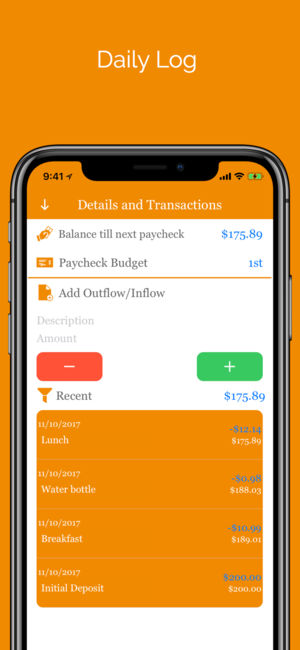 Daily Log
9:41
Details and Transactions
Balance till next paycheck $175.89
Paycheck Budget 1st
Add Outflow/Inflow
Description
Amount
− +
Recent $175.89
11/10/2017 -$12.14
Lunch $175.89
11/10/2017 -$0.98
Water bottle $188.03
11/10/2017 -$10.99
Breakfast $189.01
11/10/2017 $200.00
Initial Deposit $200.00